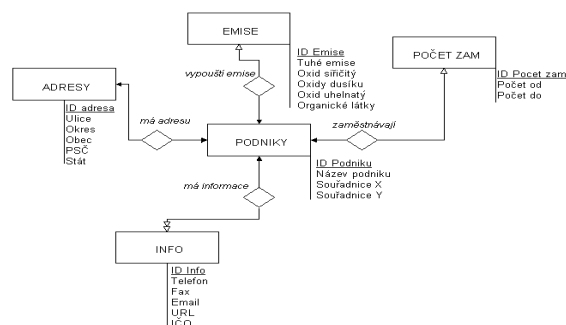 EMISE
ID Emise
Tuhé emise
Oxid siřičitý
Oxidy dusíku
Oxid uhelnatý
Organické látky
POČET ZAM
ID Pocet zam
Počet od
Počet do
ADRESY
ID adresa
Ulice
Okres
Obec
PSČ
Stát
vypouští emise
má adresu
zaměstnávají
PODNIKY
ID Podniku
Název podniku
Souřadnice X
Souřadnice Y
má informace
INFO
ID Info
Telefon
Fax
Email
URL
IČO